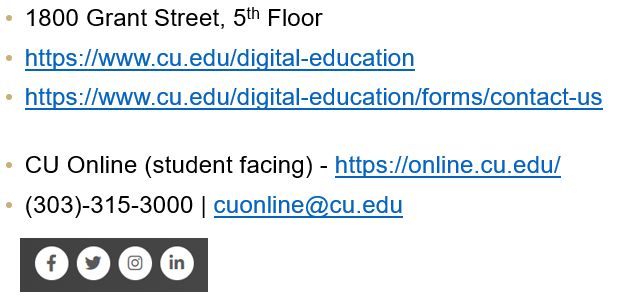 • 1800 Grant Street, 5th Floor
• https://www.cu.edu/digital-education
• https://www.cu.edu/digital-education/forms/contact-us
• CU Online (student facing) - https://online.cu.edu/
• (303)-315-3000 | cuonline@cu.edu